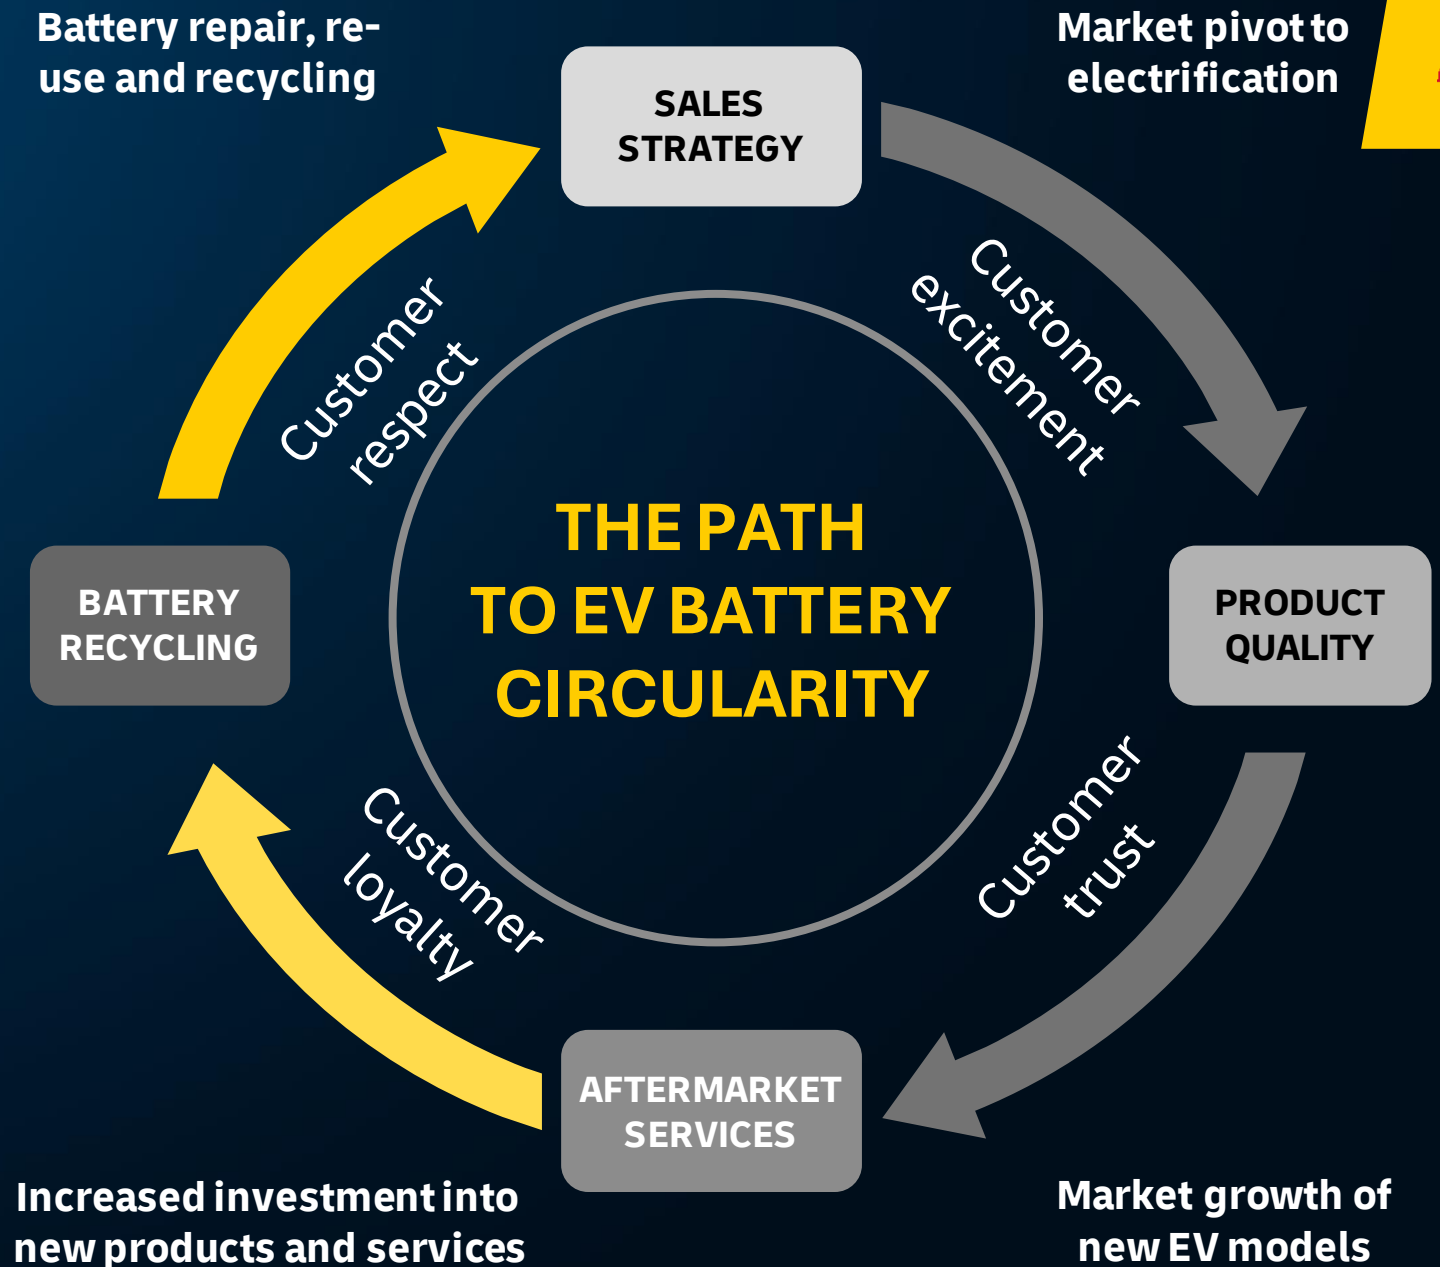 Battery repair, re-
use and recycling
Market pivot to
electrification
SALES
STRATEGY
Customer
respect
Customer
excitement
THE PATH
TO EV BATTERY
CIRCULARITY
BATTERY
RECYCLING
PRODUCT
QUALITY
Customer
loyalty
Customer
trust
AFTERMARKET
SERVICES
Increased investment into
new products and services
Market growth of
new EV models